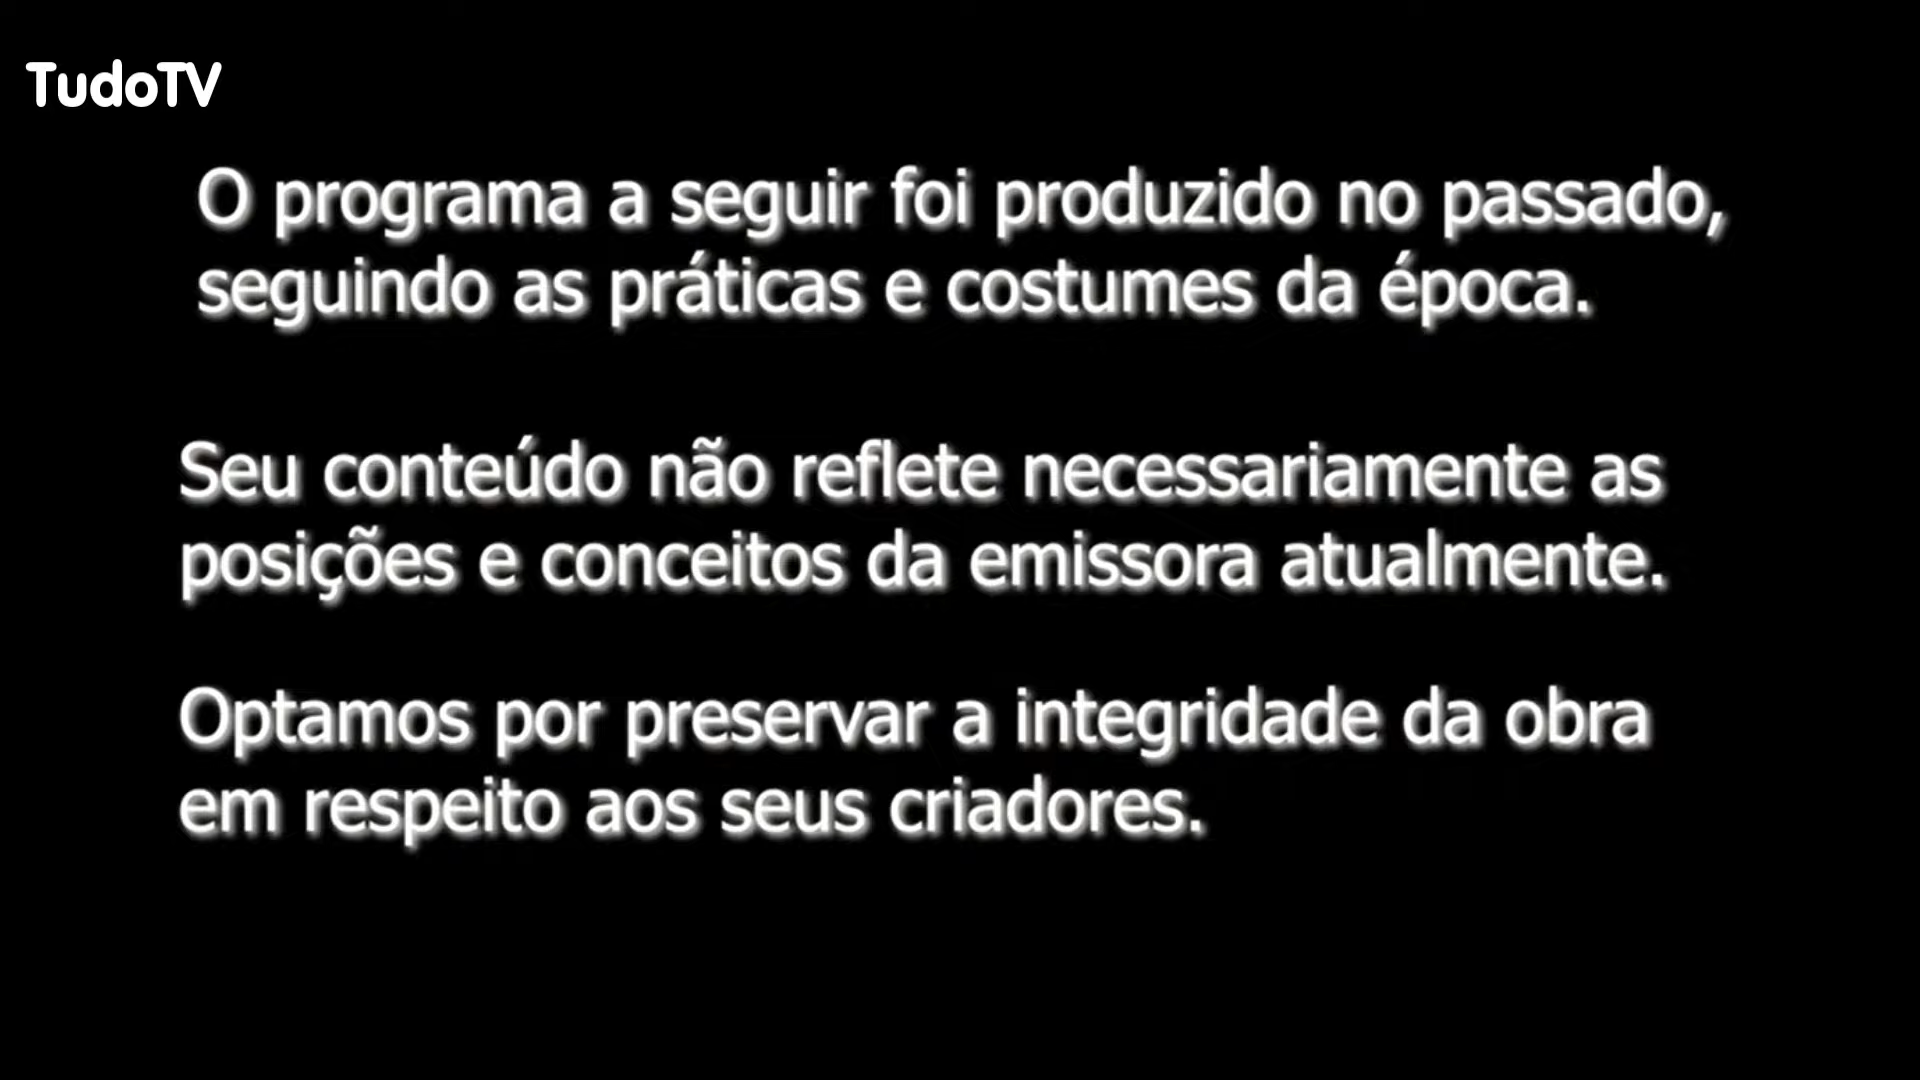 TudoTV
O programa a seguir foi produzido no passado,
seguindo as práticas e costumes da época.
Seu conteúdo não reflete necessariamente as
posições e conceitos da emissora atualmente.
Optamos por preservar a integridade da obra
em respeito aos seus criadores.